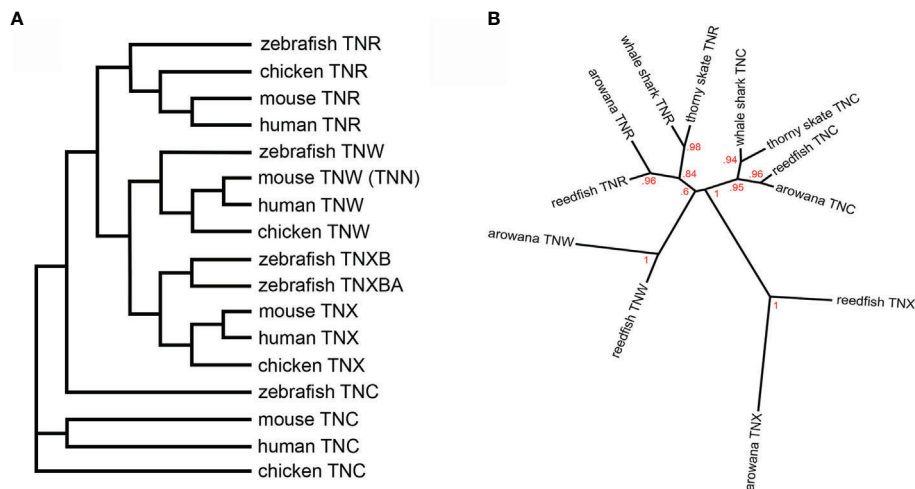 A
zebrafish TNR
chicken TNR
mouse TNR
human TNR
zebrafish TNW
mouse TNW (TNN)
human TNW
chicken TNW
zebrafish TNXB
zebrafish TNXBA
mouse TNX
human TNX
chicken TNX
zebrafish TNC
mouse TNC
human TNC
chicken TNC
B
arowana TNR
whale shark TNR
thorny skate TNR
whale shark TNC
thorny skate TNC
reedfish TNC
arowana TNC
reedfish TNR
.98
.94
.96
.84
.96
.95
.6
1
arowana TNW
1
reedfish TNW
reedfish TNX
1
arowana TNX